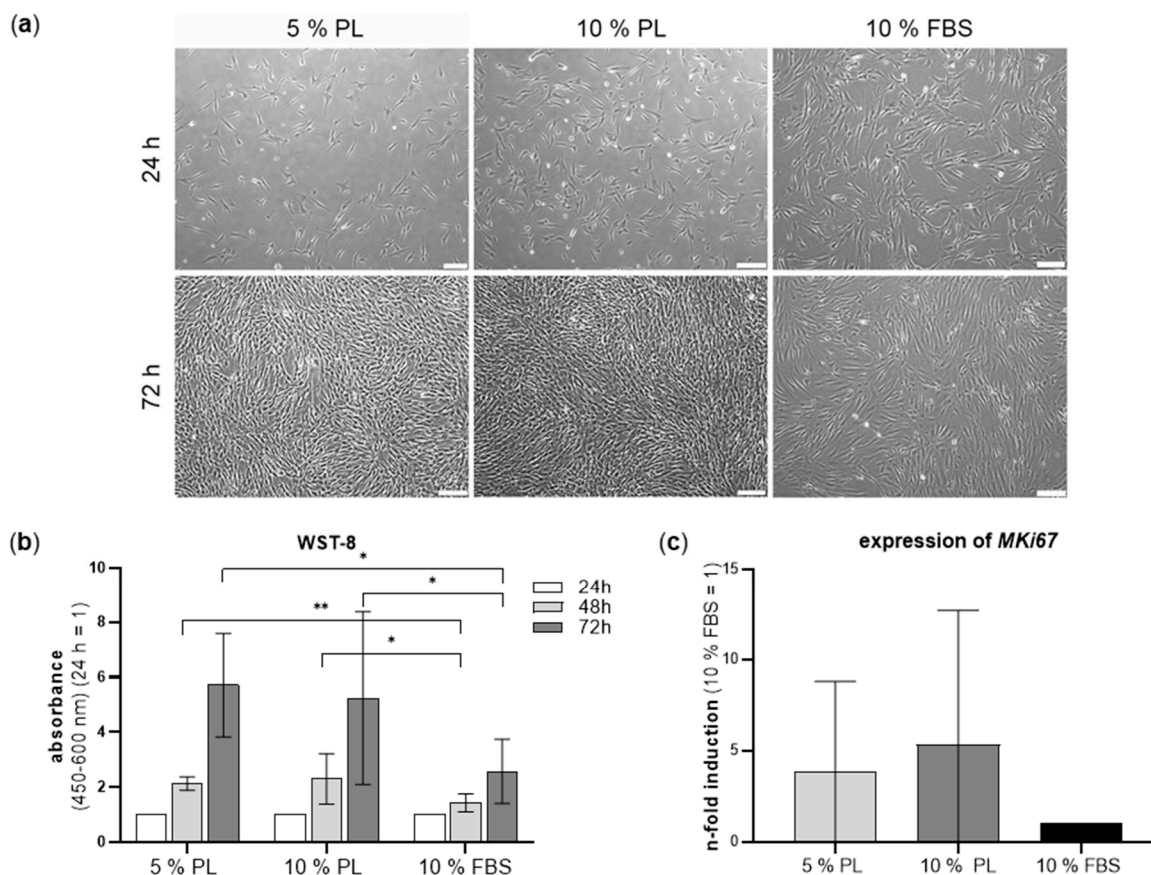 (a)
5 % PL 10 % PL 10 % FBS
24 h
72 h
(b)
WST-8
absorbance
(450-600 nm) (24 h = 1)
10
8
6
4
2
0
*
*
**
*
24h
48h
72h
5 % PL 10 % PL 10 % FBS
(c)
expression of MKi67
n-fold induction (10 % FBS = 1)
15
10
5
0
5 % PL 10 % PL 10 % FBS